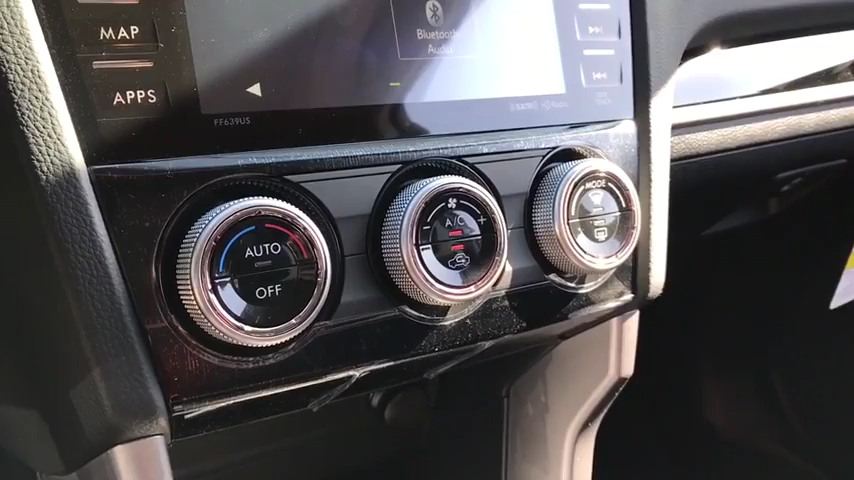 MAP
APPS
Bluetooth
Audio
FF639US
AUTO
OFF
A/C
- +
MODE